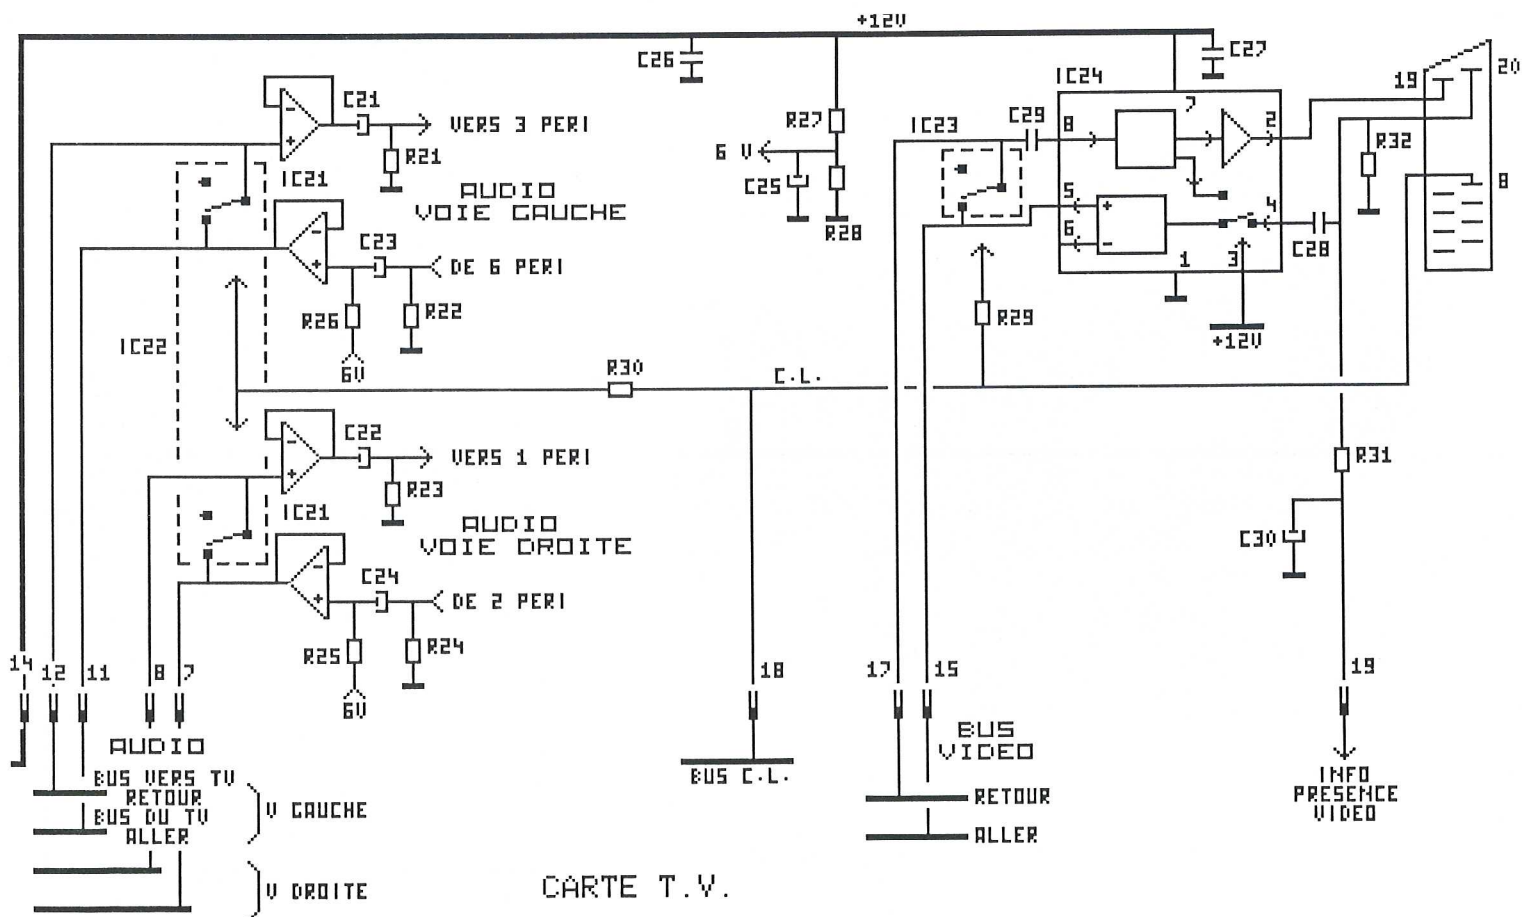 +12V
C26
C27
IC24
20
19
C21
VERS 3 PERI
R27
IC23
C29
8
7
2
R32
R21
6 V
IC21
AUDIO
VOIE GAUCHE
C25
5
4
8
R28
6
C23
C28
DE 6 PERI
1
3
R26
R22
R29
IC22
+12V
6V
R30
C.L.
C22
VERS 1 PERI
R31
R23
IC21
AUDIO
VOIE DROITE
C30
C24
DE 2 PERI
R25
R24
14
12
11
8
7
18
17
15
19
6V
AUDIO
BUS
VIDEO
BUS VERS TV
RETOUR
BUS C.L.
INFO
PRESENCE
VIDEO
RETOUR
BUS DU TV
ALLER
V GAUCHE
ALLER
V DROITE
CARTE T.V.